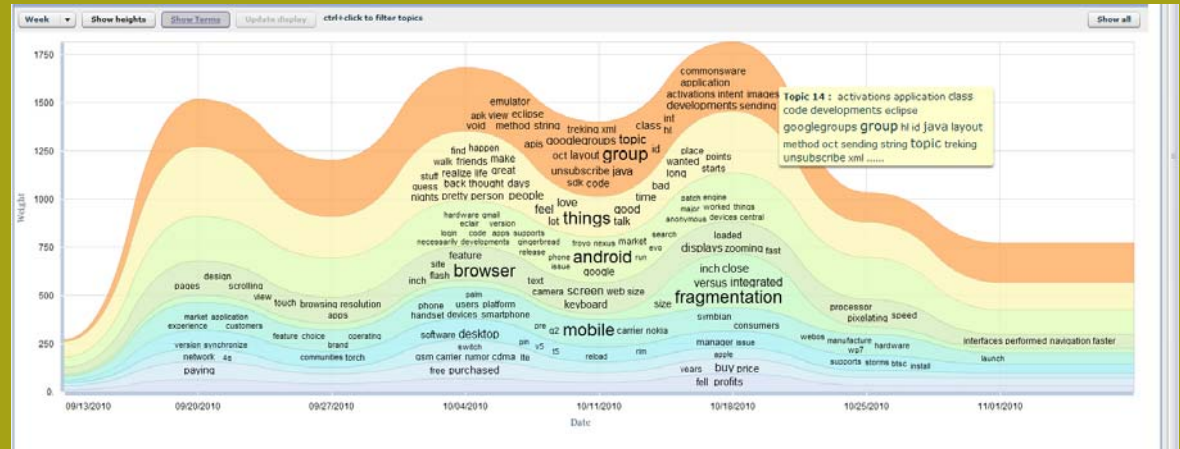 Week
Show heights
Show Terms
Update display
ctrl+click to filter topics
Show all
1750
1500
1250
1000
750
500
250
0
Weight
commonsware
application
activations intent images
developments sending
emulator
apk view eclipse
void method string
treking xml
class
int
hl
apis googlegroups topic
id
oct layout group
unsubscribe java
sdk code
Topic 14 : activations application class
code developments eclipse
googlegroups group hl id java layout
method oct sending string topic treking
unsubscribe xml ......
find happen
walk friends make
stuff realize life great
guess back thought days
nights pretty person people
place
wanted points
long starts
bad
time
love
feel good
lot things talk
hardware gmail
eclair version
login code apps supports
necessarily developments gingerbread
release
froyo nexus market
search
evo
phone android run
issue
google
patch engine
major worked things
anonymous devices central
loaded
displays zooming fast
feature
site
flash browser
inch
text
camera screen web size
keyboard
inch close
versus integrated
size fragmentation
design
pages scrolling
view
touch browsing resolution
apps
palm
phone users platform
handset devices smartphone
symbian
consumers
processor
pixelating speed
market application
experience customers
feature choice operating
brand
software desktop
switch
pre g2 mobile carrier nokia
pin
v5
t5
rim
reload
manager issue
webos manufacture
wp7 hardware
interfaces performed navigation faster
version synchronize
network 4g
communities torch
gsm carrier rumor cdma lte
apple
supports storms btsc install
launch
paying
free purchased
years buy price
fell profits
09/13/2010
09/20/2010
09/27/2010
10/04/2010
10/11/2010
10/18/2010
10/25/2010
11/01/2010
Date